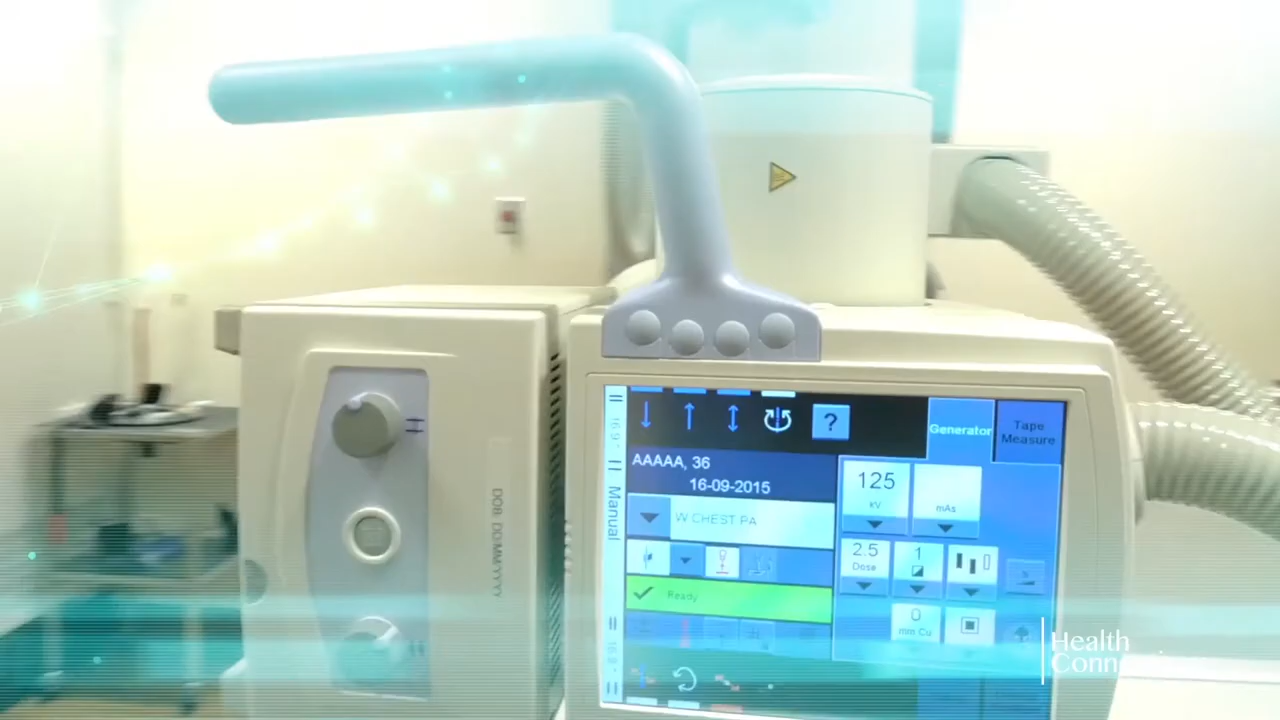 ?
Generator
Tape
Measure
AAAAA, 36
16-09-2015
125
kV
mAs
W CHEST PA
Manual
2.5
Dose
1
Ready
0
mm Cu
DOB: DD:MM:YYYY
Health